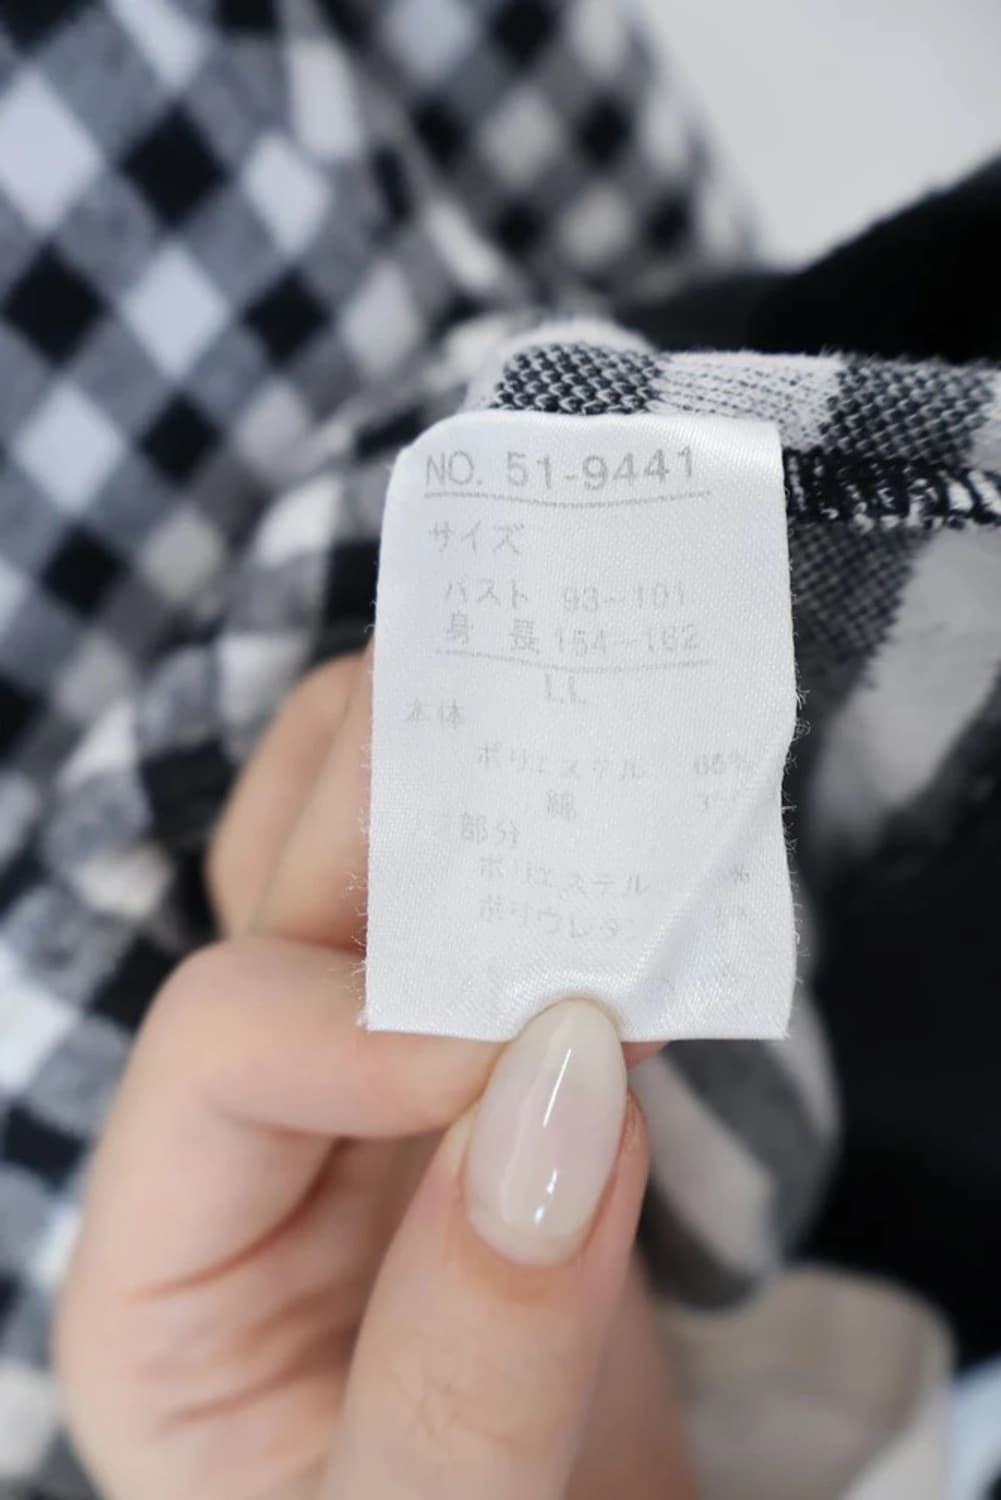 NO. 51-9441
サイズ
バスト 93~101
身 長 154~162
LL
本体
ポリエステル 65%
綿
部分
ポリエステル %
ポリウレタ